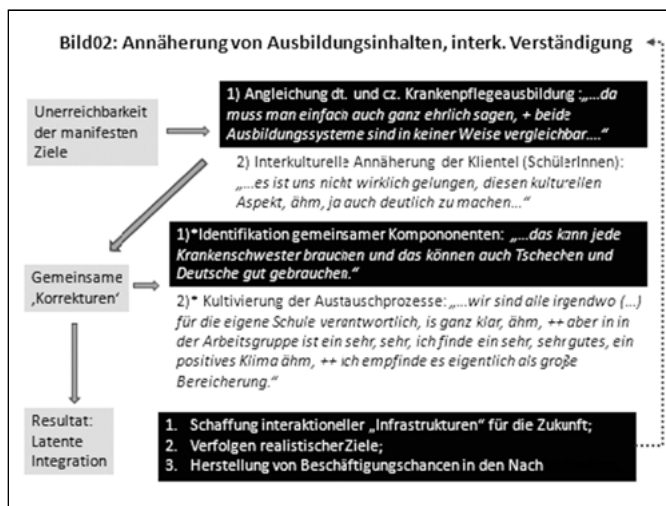 Bild02: Annäherung von Ausbildungsinhalten, interk. Verständigung
Unerreichbarkeit
der manifesten
Ziele
1) Angleichung dt. und cz. Krankenpflegeausbildung :„....da
muss man einfach auch ganz ehrlich sagen, + beide
Ausbildungssysteme sind in keiner Weise vergleichbar....“
2) Interkulturelle Annäherung der Klientel (SchülerInnen):
„...es ist uns nicht wirklich gelungen, diesen kulturellen
Aspekt, ähm, ja auch deutlich zu machen...“
Gemeinsame
‚Korrekturen‘
1)*Identifikation gemeinsamer Kompononenten: „...das kann jede
Krankenschwester brauchen und das können auch Tschechen und
Deutsche gut gebrauchen.“
2)* Kultivierung der Austauschprozesse: „...wir sind alle irgendwo (...)
für die eigene Schule verantwortlich, is ganz klar, ähm, ++ aber in in
der Arbeitsgruppe ist ein sehr, sehr, ich finde ein sehr, sehr gutes, ein
positives Klima ähm, ++ ich empfinde es eigentlich als große
Bereicherung.“
Resultat:
Latente
Integration
1. Schaffung interaktioneller „Infrastrukturen“ für die Zukunft;
2. Verfolgen realistischer Ziele;
3. Herstellung von Beschäftigungschancen in den Nach